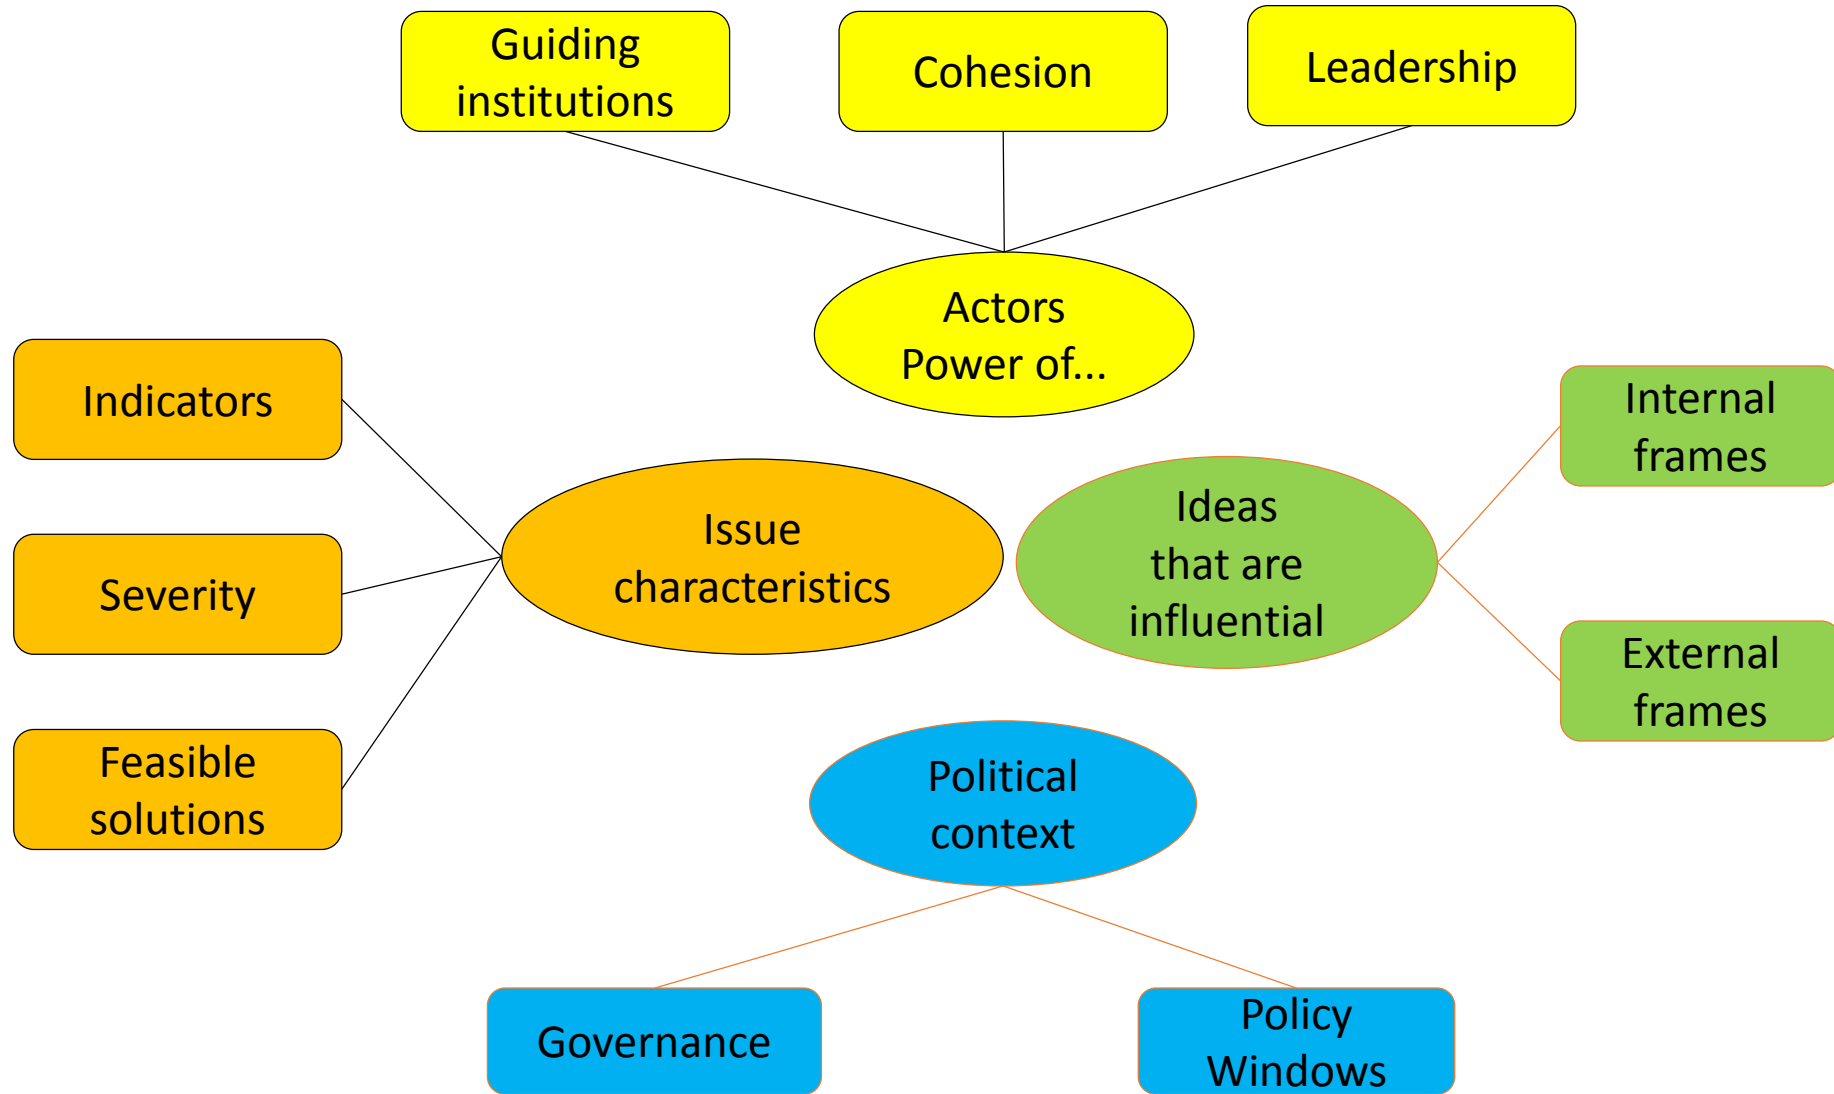 Guiding
institutions
Cohesion
Leadership
Actors
Power of...
Indicators
Severity
Feasible
solutions
Issue
characteristics
Ideas
that are
influential
Internal
frames
External
frames
Political
context
Governance
Policy
Windows